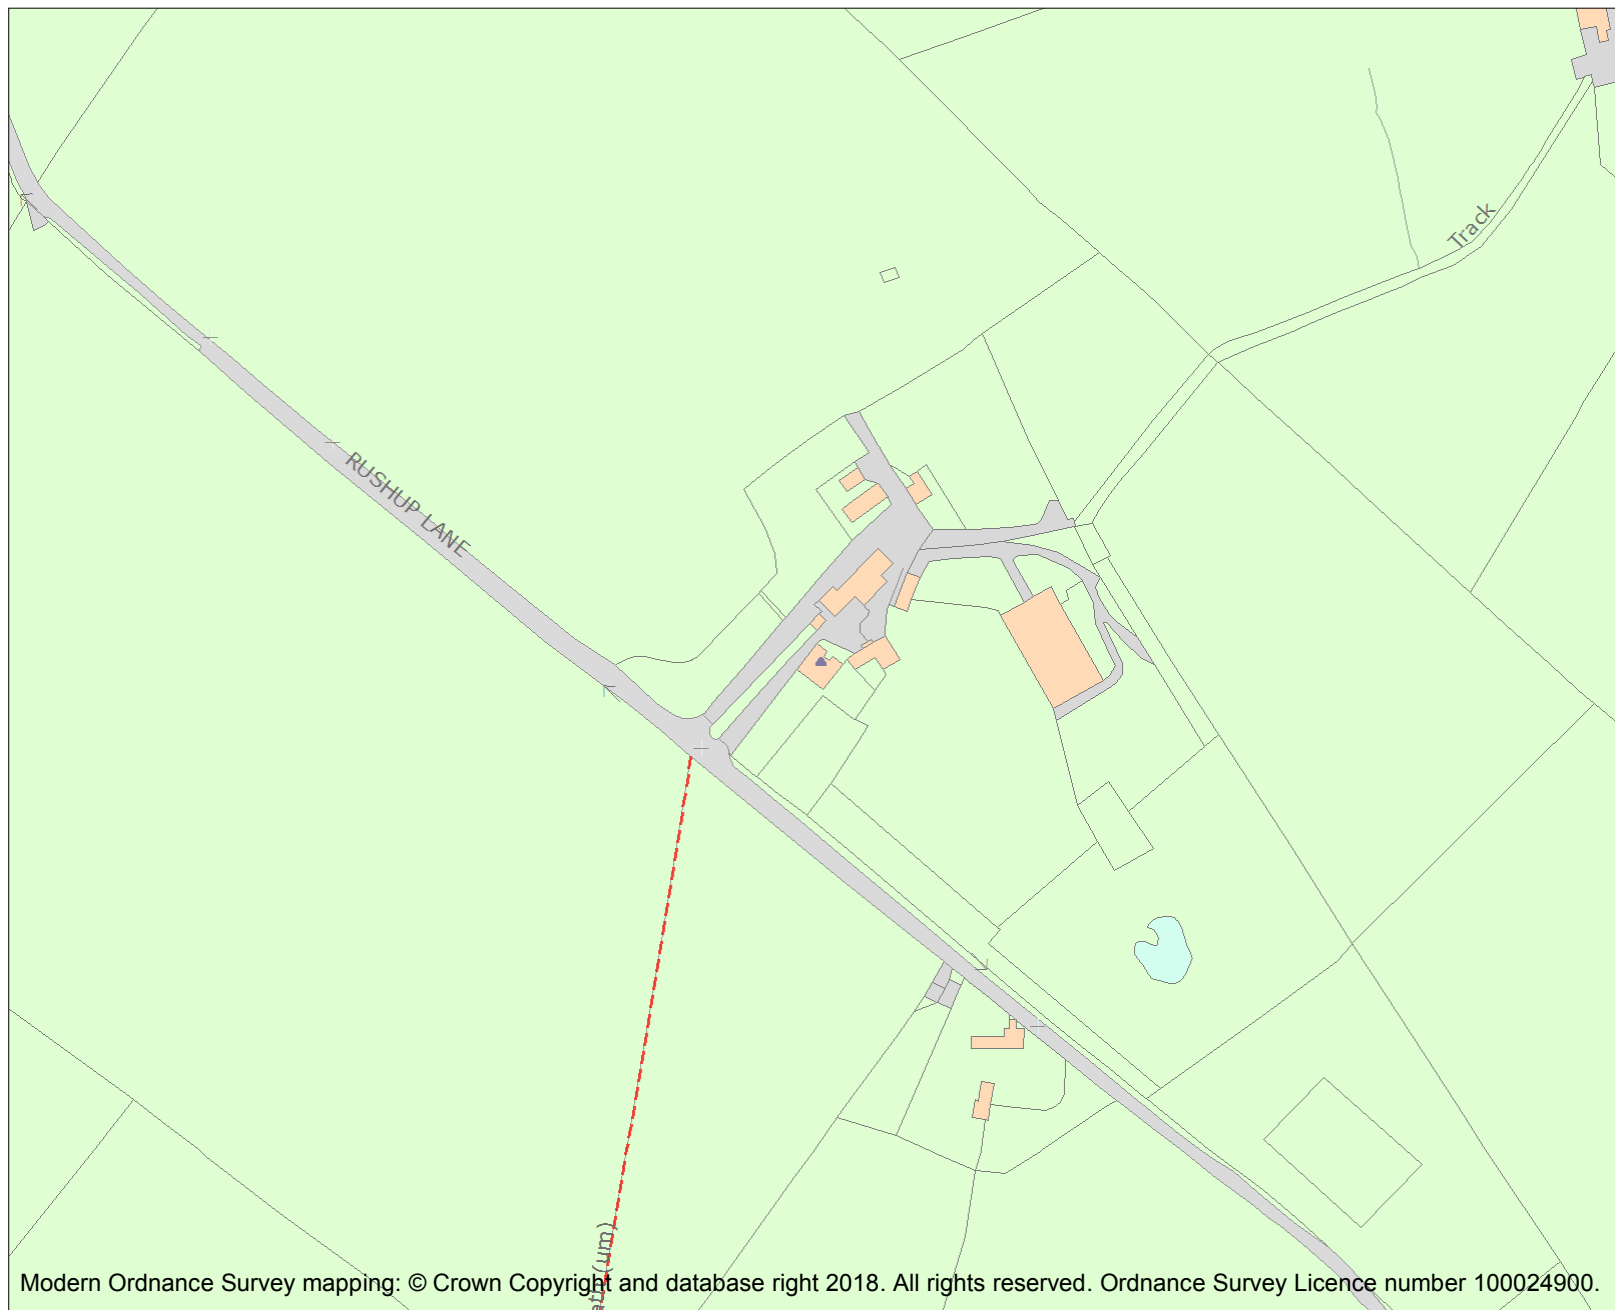 Track
RUSHUP LANE
(um)
Modern Ordnance Survey mapping: © Crown Copyright and database right 2018. All rights reserved. Ordnance Survey Licence number 100024900.